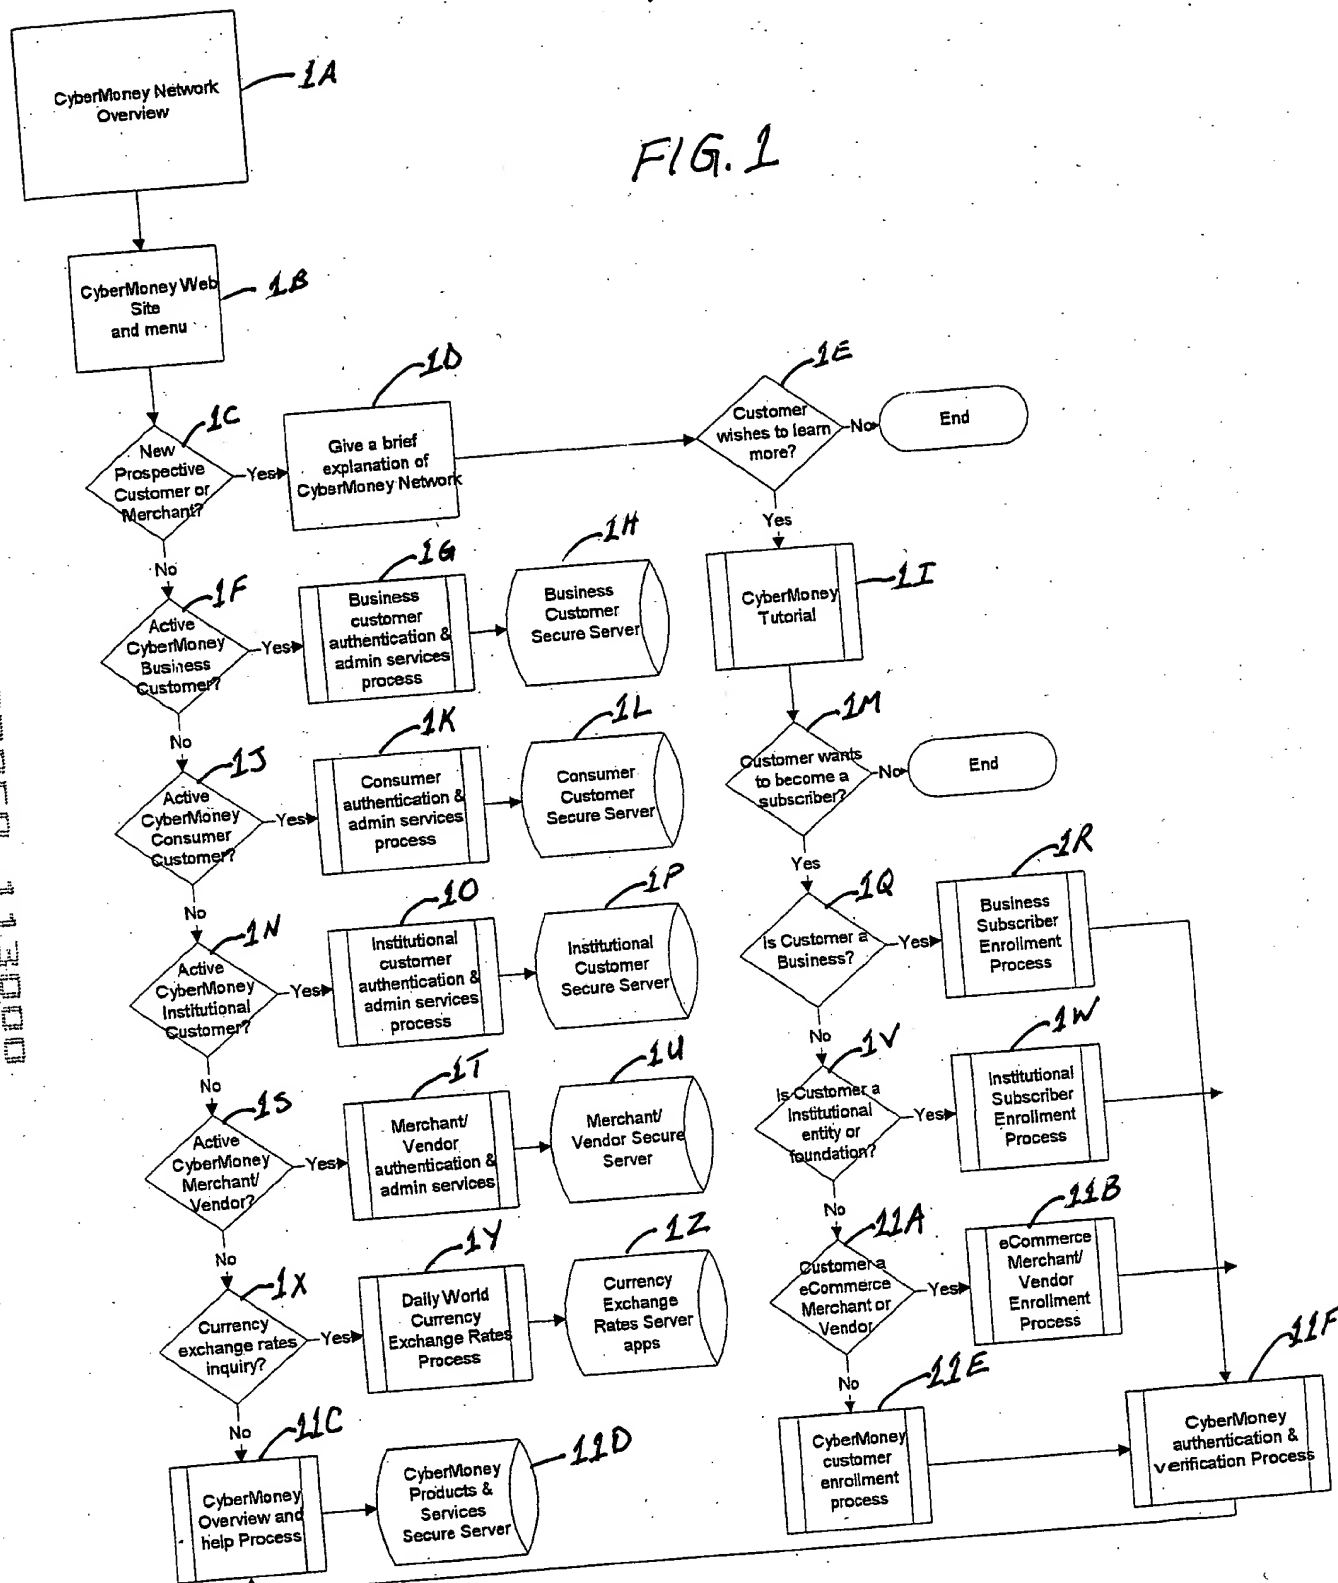 1A
CyberMoney Network
Overview
FIG. 1
CyberMoney Web
Site
and menu
1B
1C
New
Prospective
Customer or
Merchant?
Yes
No
1D
Give a brief
explanation of
CyberMoney Network
1E
Customer
wishes to learn
more?
No
End
Yes
1F
Active
CyberMoney
Business
Customer?
Yes
No
1G
Business
customer
authentication &
admin services
process
1H
Business
Customer
Secure Server
1I
CyberMoney
Tutorial
1J
Active
CyberMoney
Consumer
Customer?
Yes
No
1K
Consumer
authentication &
admin services
process
1L
Consumer
Customer
Secure Server
1M
Customer wants
to become a
subscriber?
No
End
Yes
1N
Active
CyberMoney
Institutional
Customer?
Yes
No
1O
Institutional
customer
authentication &
admin services
process
1P
Institutional
Customer
Secure Server
1Q
Is Customer a
Business?
Yes
No
1R
Business
Subscriber
Enrollment
Process
1S
Active
CyberMoney
Merchant/
Vendor?
Yes
No
1T
Merchant/
Vendor
authentication &
admin services
1U
Merchant/
Vendor Secure
Server
1V
Is Customer a
Institutional
entity or
foundation?
Yes
No
1W
Institutional
Subscriber
Enrollment
Process
1X
Currency
exchange rates
inquiry?
Yes
No
1Y
Daily World
Currency
Exchange Rates
Process
1Z
Currency
Exchange
Rates Server
apps
11A
Customer a
eCommerce
Merchant or
Vendor
Yes
No
11B
eCommerce
Merchant/
Vendor
Enrollment
Process
11C
CyberMoney
Overview and
help Process
11D
CyberMoney
Products &
Services
Secure Server
11E
CyberMoney
customer
enrollment
process
11F
CyberMoney
authentication &
verification Process